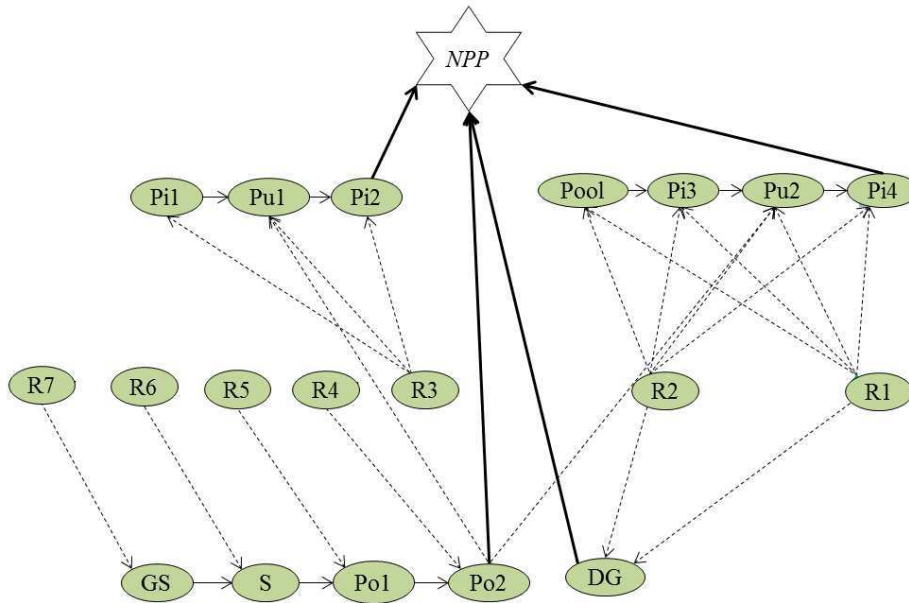 NPP
Pi1 Pu1 Pi2 Pool Pi3 Pu2 Pi4
R7 R6 R5 R4 R3 R2 R1
GS S Po1 Po2 DG